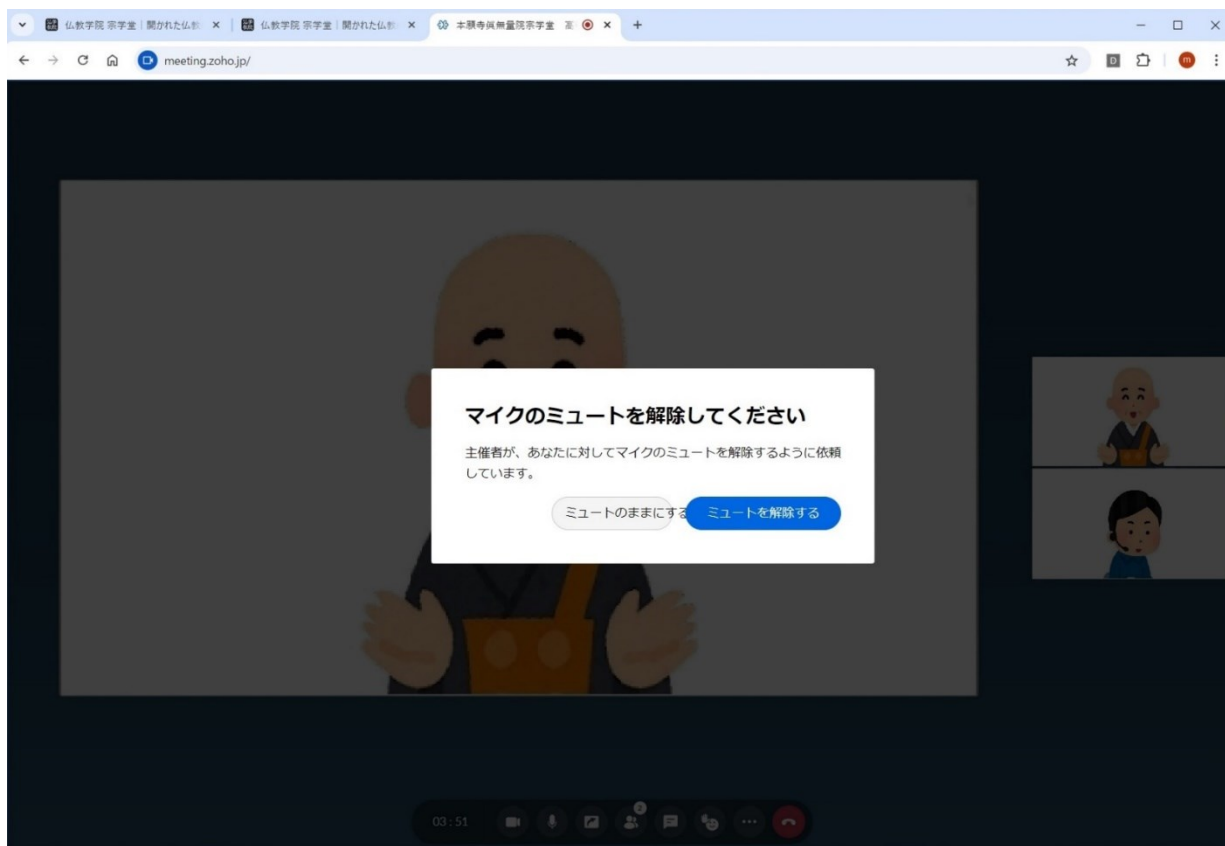 仏教学院 宗学堂｜開かれた仏教
仏教学院 宗学堂｜開かれた仏教
本願寺眞無量院宗学堂
meeting.zoho.jp/
D
m
マイクのミュートを解除してください
主催者が、あなたに対してマイクのミュートを解除するように依頼
しています。
ミュートのままにする
ミュートを解除する
03:51
2